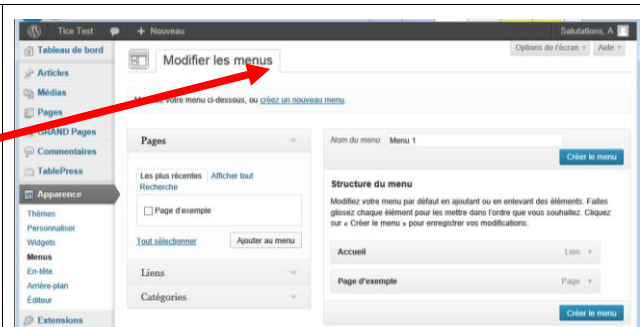 Tice Test + Nouveau Salutations, A
Options de l'écran Aide
Tableau de bord
Articles
Médias
Pages
GRAND Pages
Commentaires
TablePress
Apparence
Thèmes
Personnaliser
Widgets
Menus
En-tête
Arrière-plan
Éditeur
Extensions
Modifier les menus
votre menu ci-dessous, ou créez un nouveau menu.
Pages
Les plus récentes Afficher tout
Recherche
Page d'exemple
Tout sélectionner Ajouter au menu
Liens
Catégories
Nom du menu Menu 1
Créer le menu
Structure du menu
Modifiez votre menu par défaut en ajoutant ou en enlevant des éléments. Faites
glissez chaque élément pour les mettre dans l'ordre que vous souhaitez. Cliquez
sur « Créer le menu » pour enregistrer vos modifications.
Accueil Lien
Page d'exemple Page
Créer le menu